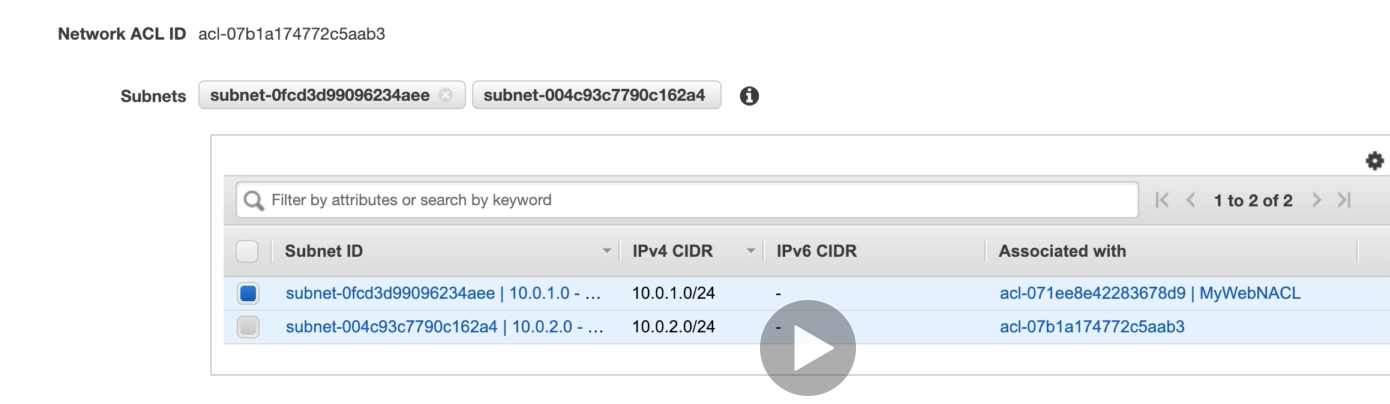 Network ACL ID acl-07b1a174772c5aab3
Subnets subnet-0fcd3d99096234aee subnet-004c93c7790c162a4
Filter by attributes or search by keyword 1 to 2 of 2
Subnet ID IPv4 CIDR IPv6 CIDR Associated with
subnet-0fcd3d99096234aee | 10.0.1.0 - ... 10.0.1.0/24 - acl-071ee8e42283678d9 | MyWebNACL
subnet-004c93c7790c162a4 | 10.0.2.0 - ... 10.0.2.0/24 - acl-07b1a174772c5aab3